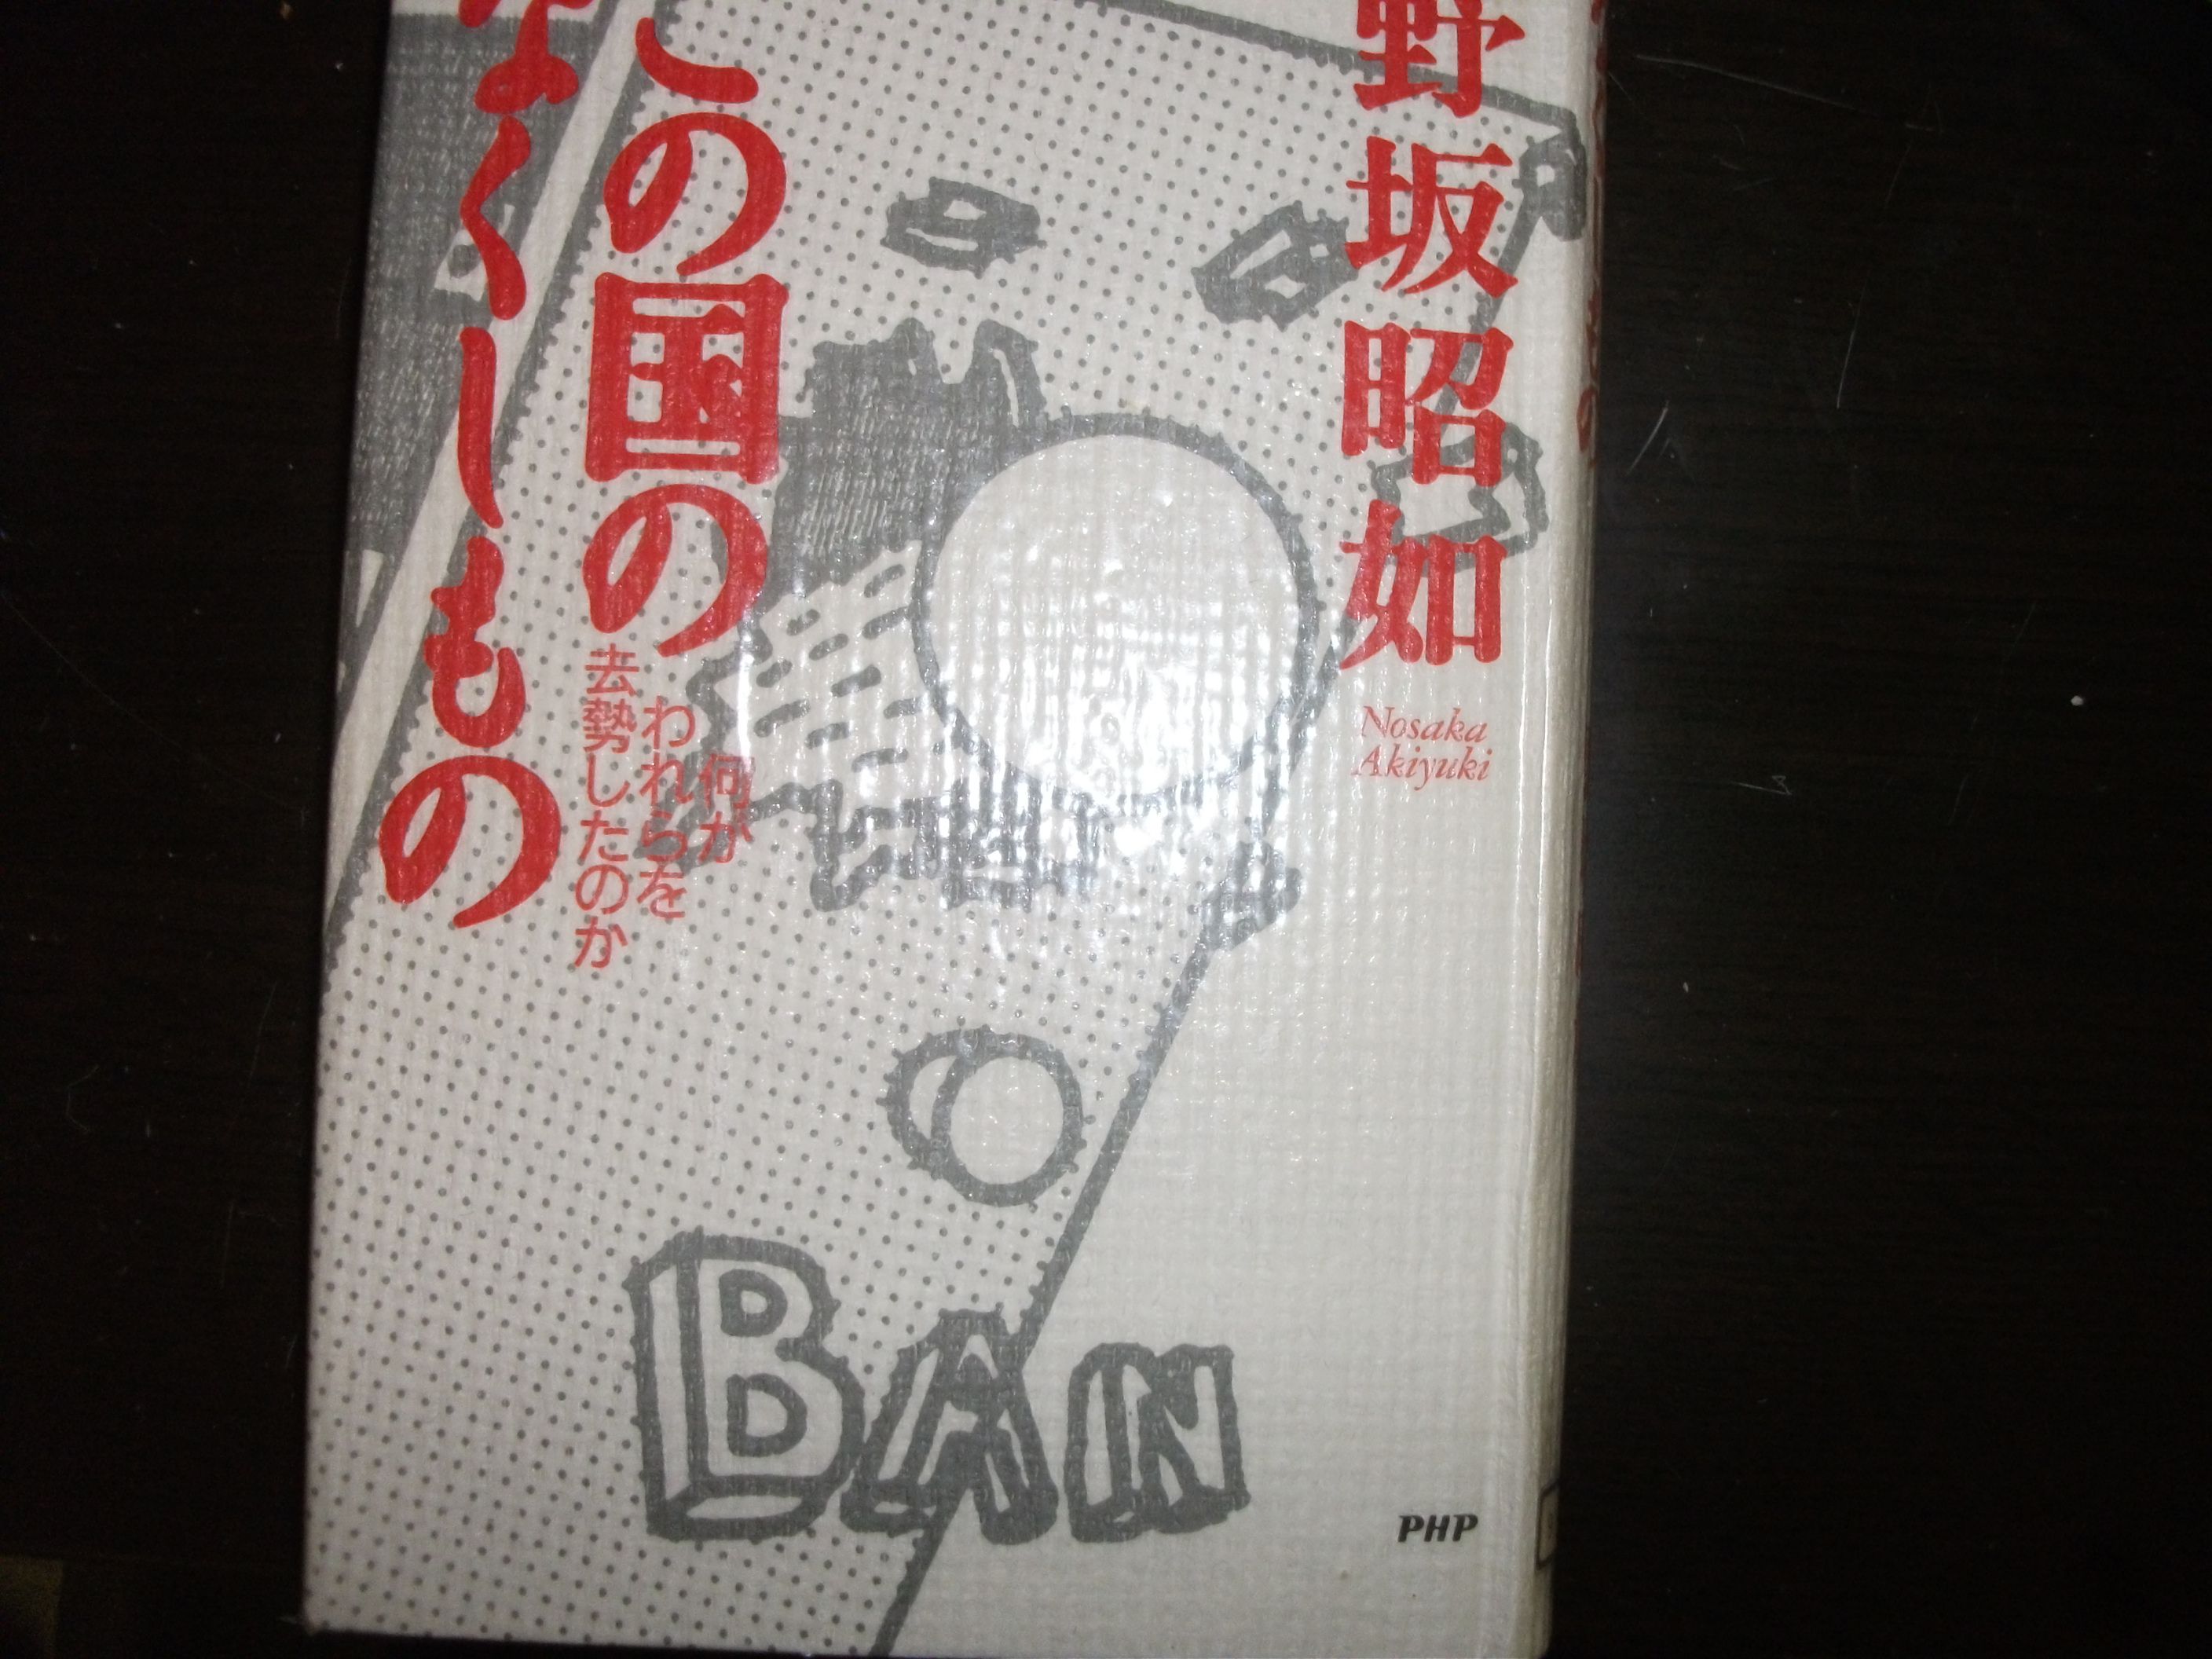 野坂昭如
Nosaka
Akiyuki
この国の
なくしもの
何が
われらを
去勢したのか
BAN
PHP